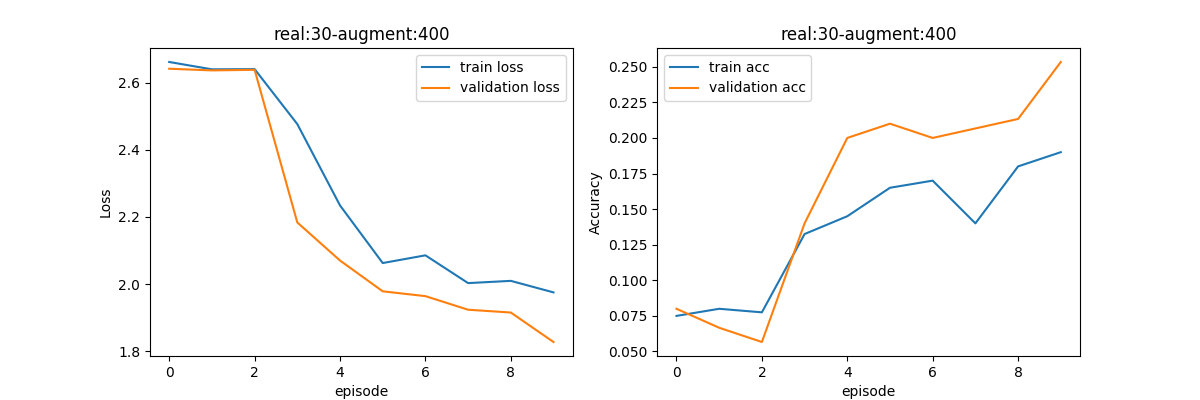 real:30-augment:400
train loss
validation loss
2.6
2.4
2.2
2.0
1.8
Loss
0
2
4
6
8
episode
real:30-augment:400
train acc
validation acc
0.250
0.225
0.200
0.175
0.150
0.125
0.100
0.075
0.050
Accuracy
0
2
4
6
8
episode